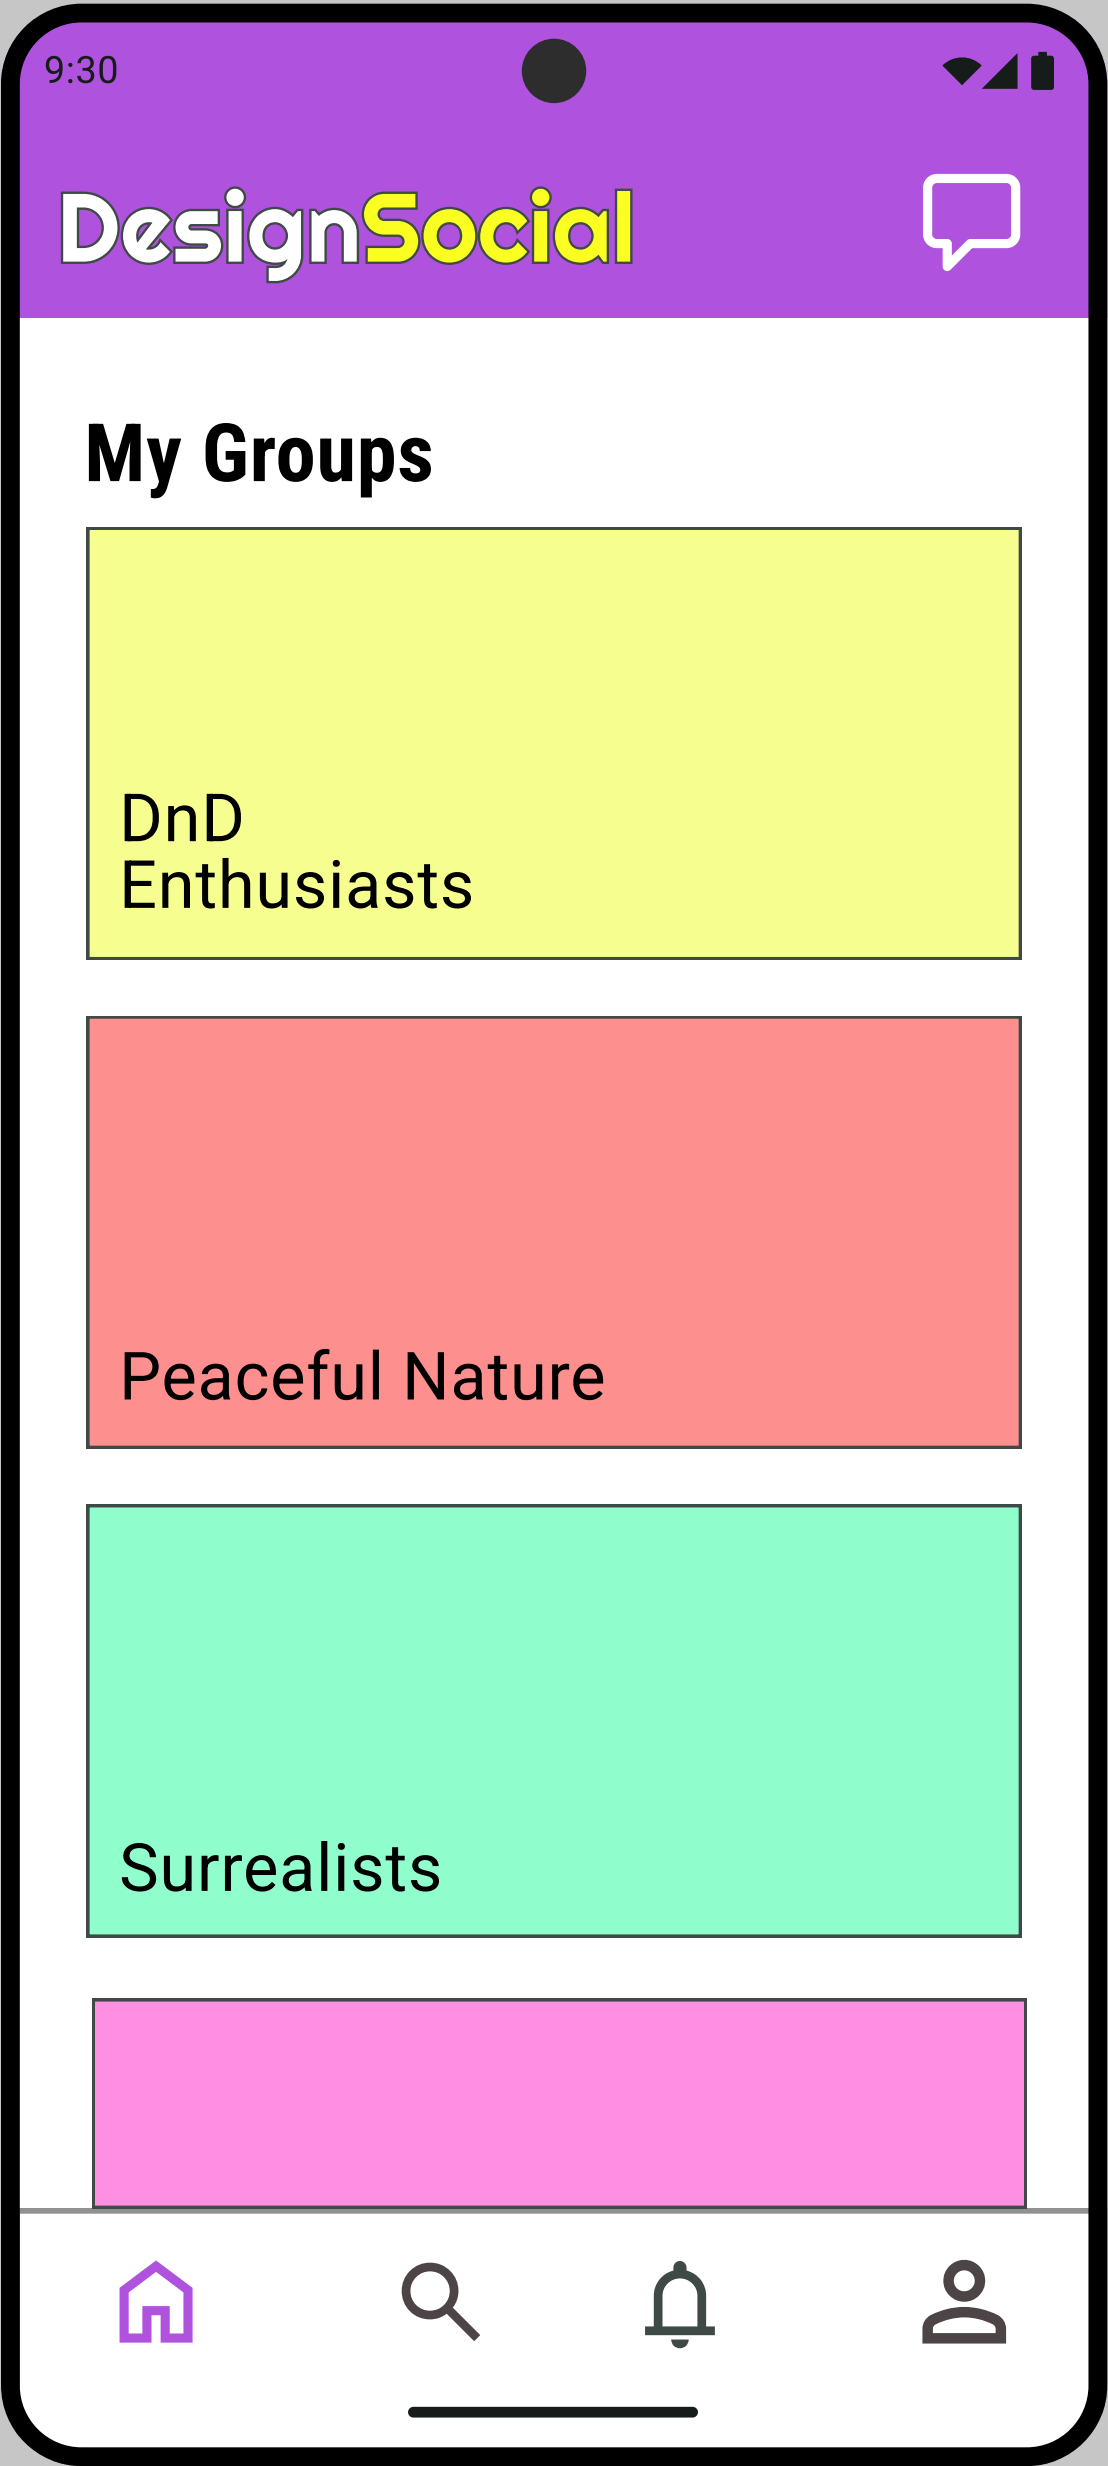 9:30
DesignSocial
My Groups
DnD
Enthusiasts
Peaceful Nature
Surrealists